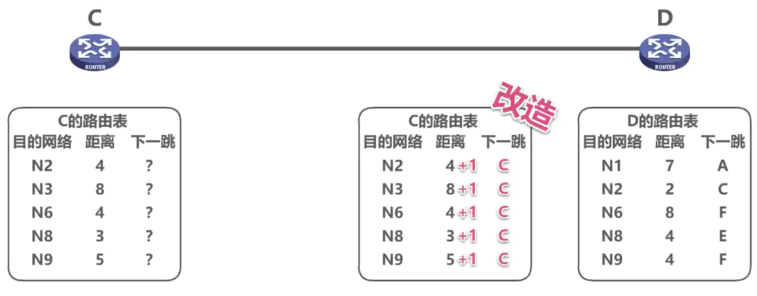 C
D
ROUTER
ROUTER
改造
C的路由表
目的网络 距离 下一跳
N2 4 ?
N3 8 ?
N6 4 ?
N8 3 ?
N9 5 ?
C的路由表
目的网络 距离 下一跳
N2 4+1 C
N3 8+1 C
N6 4+1 C
N8 3+1 C
N9 5+1 C
D的路由表
目的网络 距离 下一跳
N1 7 A
N2 2 C
N6 8 F
N8 4 E
N9 4 F